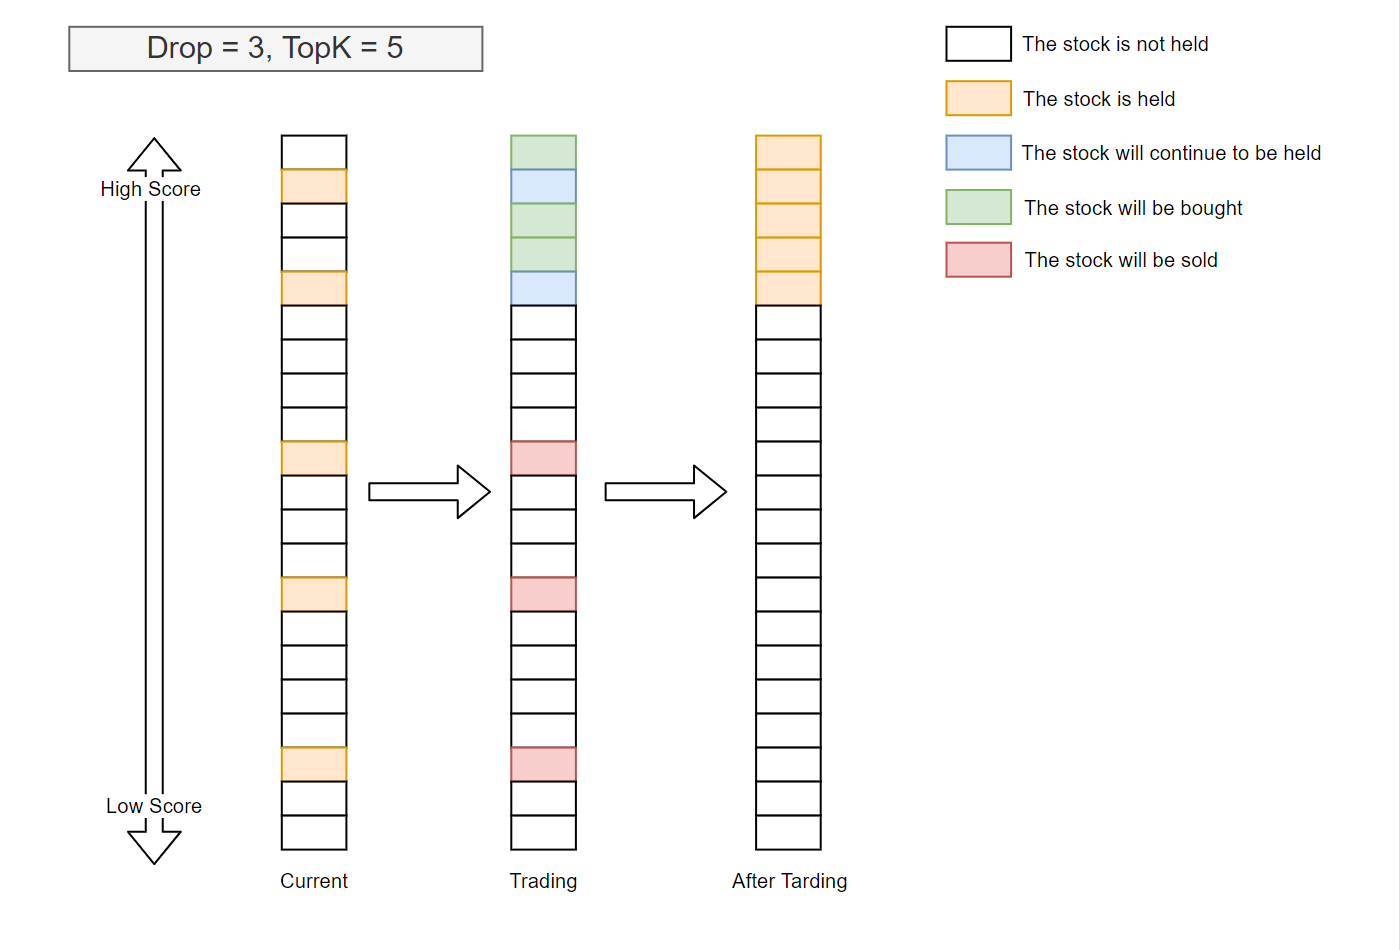 Drop = 3, TopK = 5
The stock is not held
The stock is held
The stock will continue to be held
The stock will be bought
The stock will be sold
High Score
Low Score
Current
Trading
After Tarding